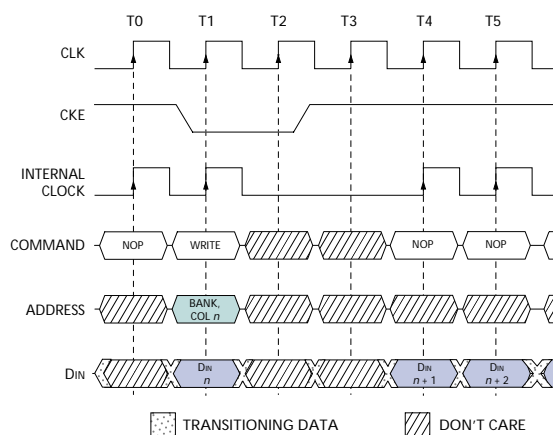 T0 T1 T2 T3 T4 T5
CLK
CKE
INTERNAL
CLOCK
COMMAND NOP WRITE NOP NOP
ADDRESS BANK,
COL n
DIN DIN
n DIN
n + 1 DIN
n + 2
TRANSITIONING DATA DON'T CARE